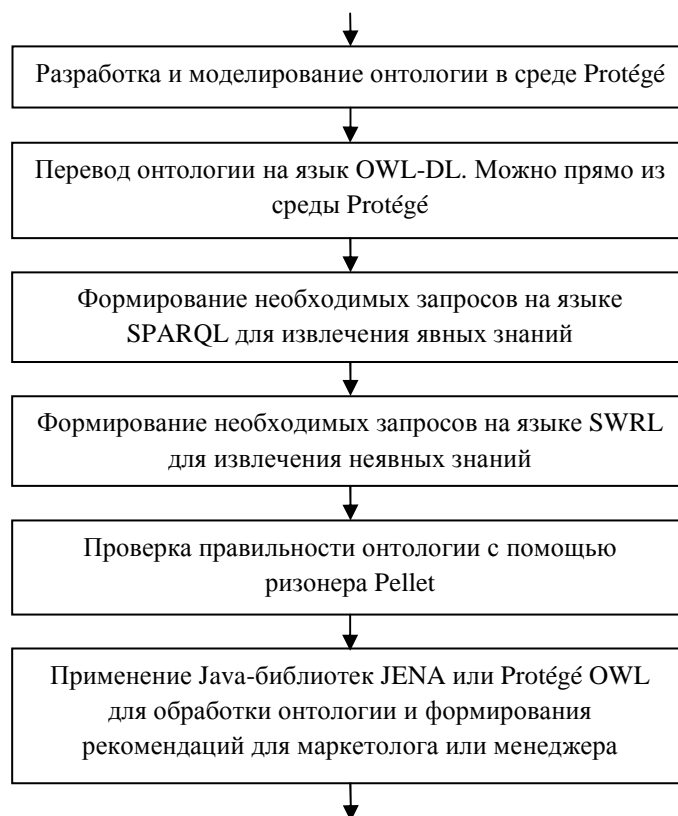 Разработка и моделирование онтологии в среде Protégé
Перевод онтологии на язык OWL-DL. Можно прямо из
среды Protégé
Формирование необходимых запросов на языке
SPARQL для извлечения явных знаний
Формирование необходимых запросов на языке SWRL
для извлечения неявных знаний
Проверка правильности онтологии с помощью
ризонера Pellet
Применение Java-библиотек JENA или Protégé OWL
для обработки онтологии и формирования
рекомендаций для маркетолога или менеджера